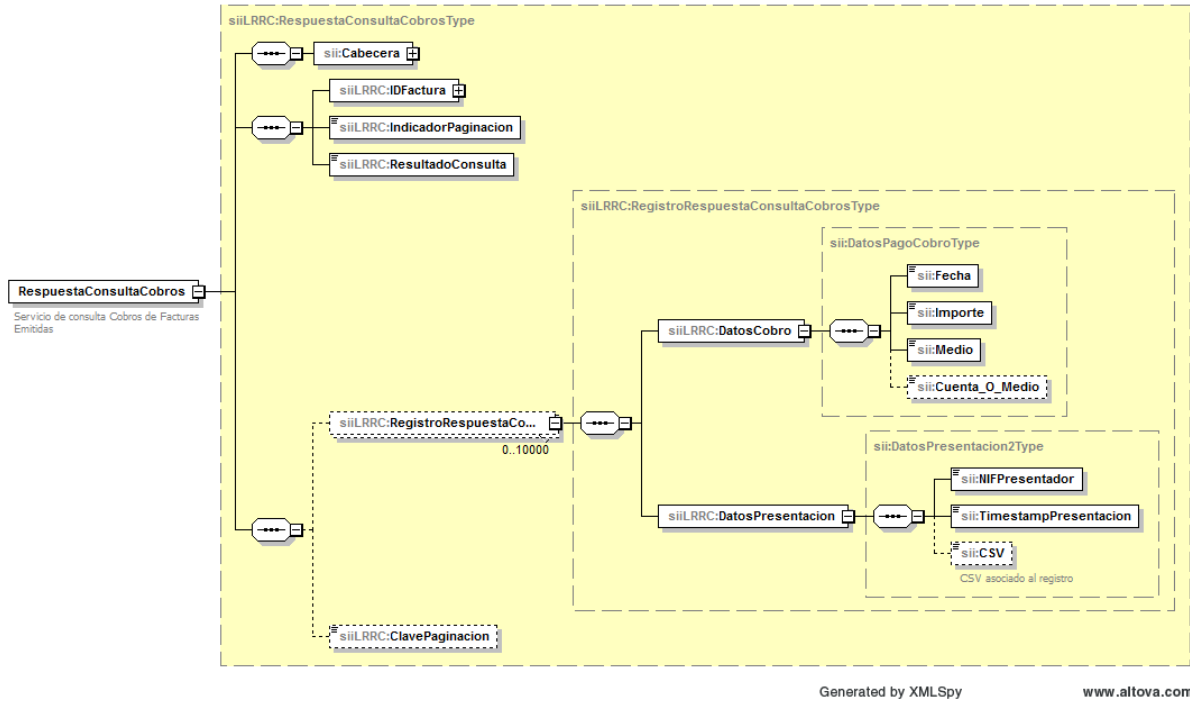 siiLRRC:RespuestaConsultaCobrosType
sii:Cabecera
siiLRRC:IDFactura
siiLRRC:IndicadorPaginacion
siiLRRC:ResultadoConsulta
siiLRRC:RegistroRespuestaConsultaCobrosType
sii:DatosPagoCobroType
sii:Fecha
RespuestaConsultaCobros
Servicio de consulta Cobros de Facturas
Emitidas
sii:Importe
siiLRRC:DatosCobro
sii:Medio
sii:Cuenta_O_Medio
siiLRRC:RegistroRespuestaCo...
0..10000
sii:DatosPresentacion2Type
sii:NIFPresentador
siiLRRC:DatosPresentacion
sii:TimestampPresentacion
sii:CSV
CSV asociado al registro
siiLRRC:ClavePaginacion
Generated by XMLSpy
www.altova.com